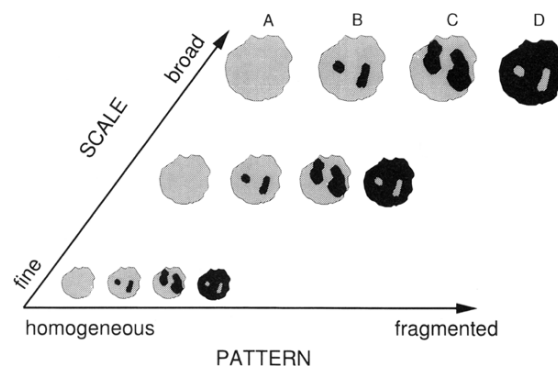 A B C D
broad
SCALE
fine
homogeneous fragmented
PATTERN